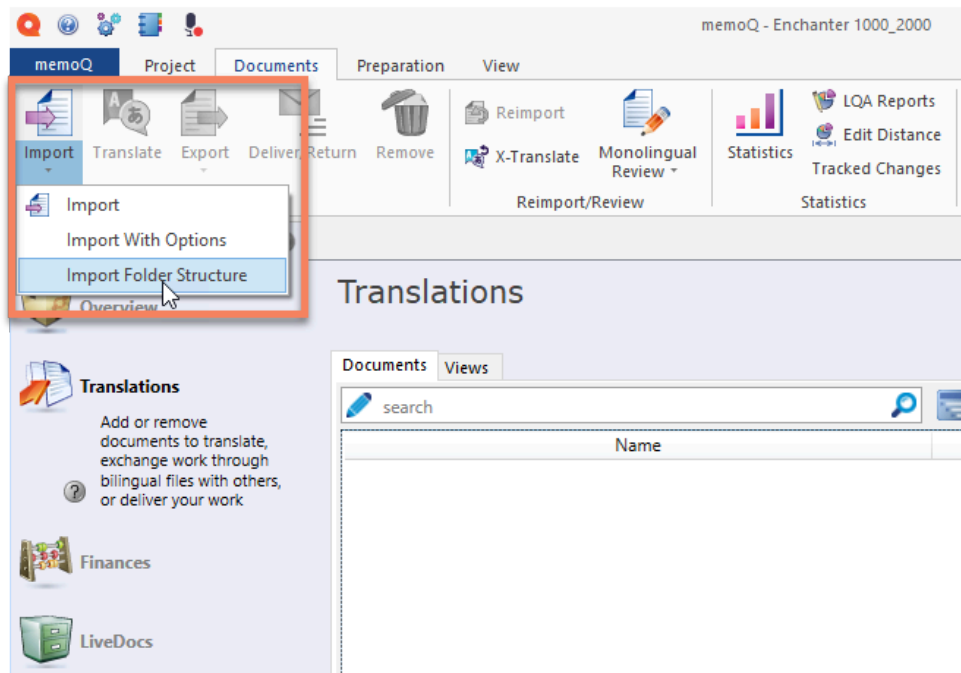 memoQ - Enchanter 1000_2000
memoQ Project Documents Preparation View
Import Translate Export Deliver/Return Remove
Reimport
X-Translate
Monolingual
Review
Reimport/Review
Statistics
LQA Reports
Edit Distance
Tracked Changes
Statistics
Import
Import With Options
Import Folder Structure
Overview
Translations
Add or remove
documents to translate,
exchange work through
bilingual files with others,
or deliver your work
Finances
LiveDocs
Translations
Documents Views
search
Name